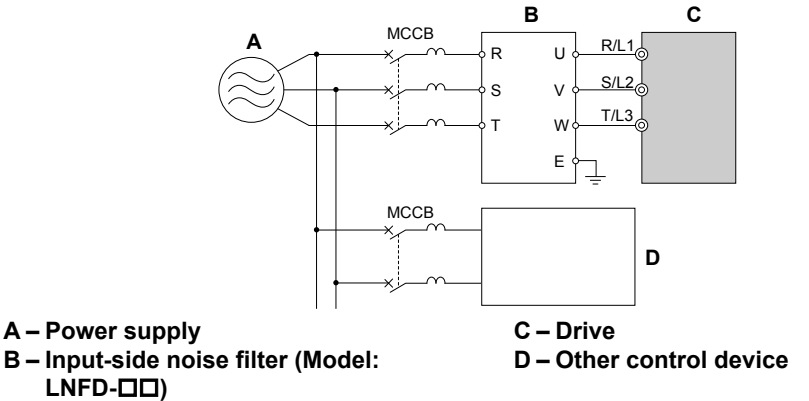 B
C
A
MCCB
R
U
R/L1
S
V
S/L2
T
W
T/L3
E
MCCB
D
A – Power supply
B – Input-side noise filter (Model:
LNFD-□□)
C – Drive
D – Other control device